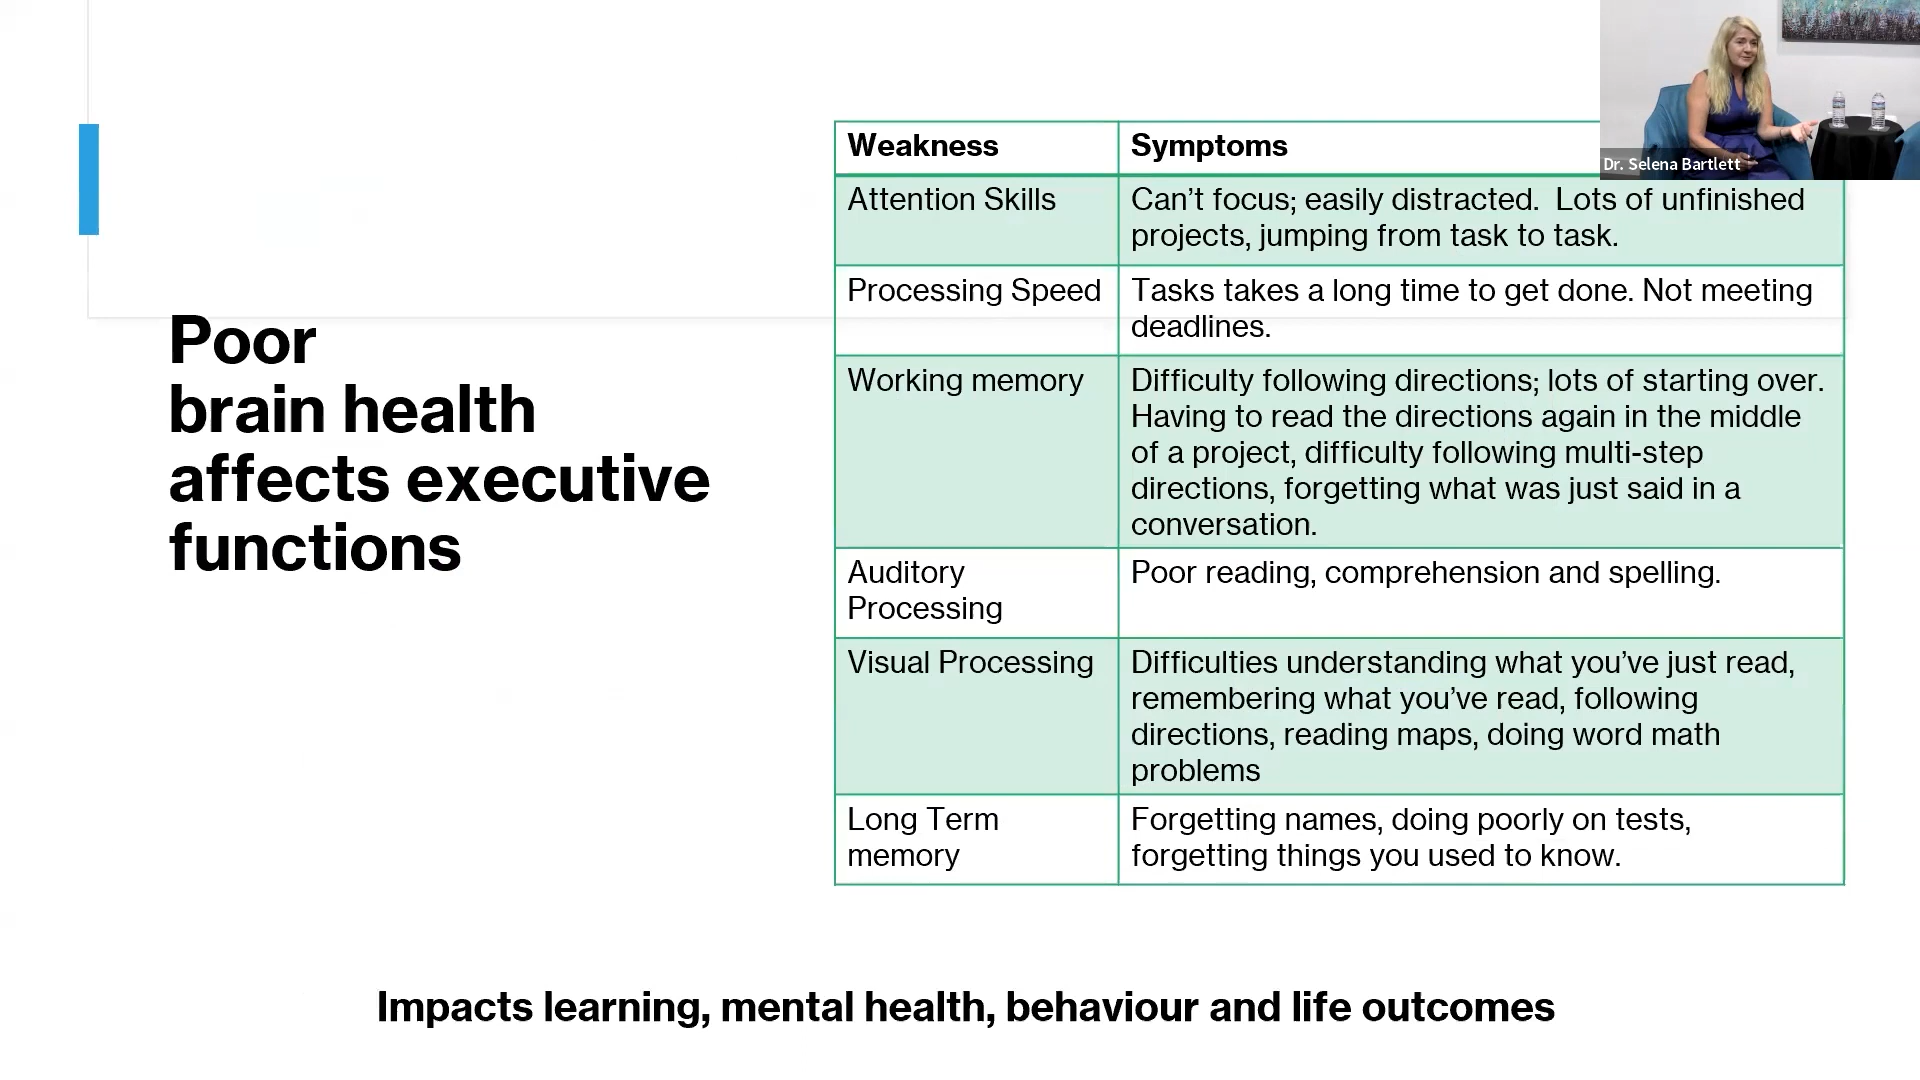 Dr. Selena Bartlett
Poor
brain health
affects executive
functions
Weakness
Symptoms
Attention Skills
Can’t focus; easily distracted.  Lots of unfinished
projects, jumping from task to task.
Processing Speed
Tasks takes a long time to get done. Not meeting
deadlines.
Working memory
Difficulty following directions; lots of starting over.
Having to read the directions again in the middle
of a project, difficulty following multi-step
directions, forgetting what was just said in a
conversation.
Auditory
Processing
Poor reading, comprehension and spelling.
Visual Processing
Difficulties understanding what you’ve just read,
remembering what you’ve read, following
directions, reading maps, doing word math
problems
Long Term
memory
Forgetting names, doing poorly on tests,
forgetting things you used to know.
Impacts learning, mental health, behaviour and life outcomes